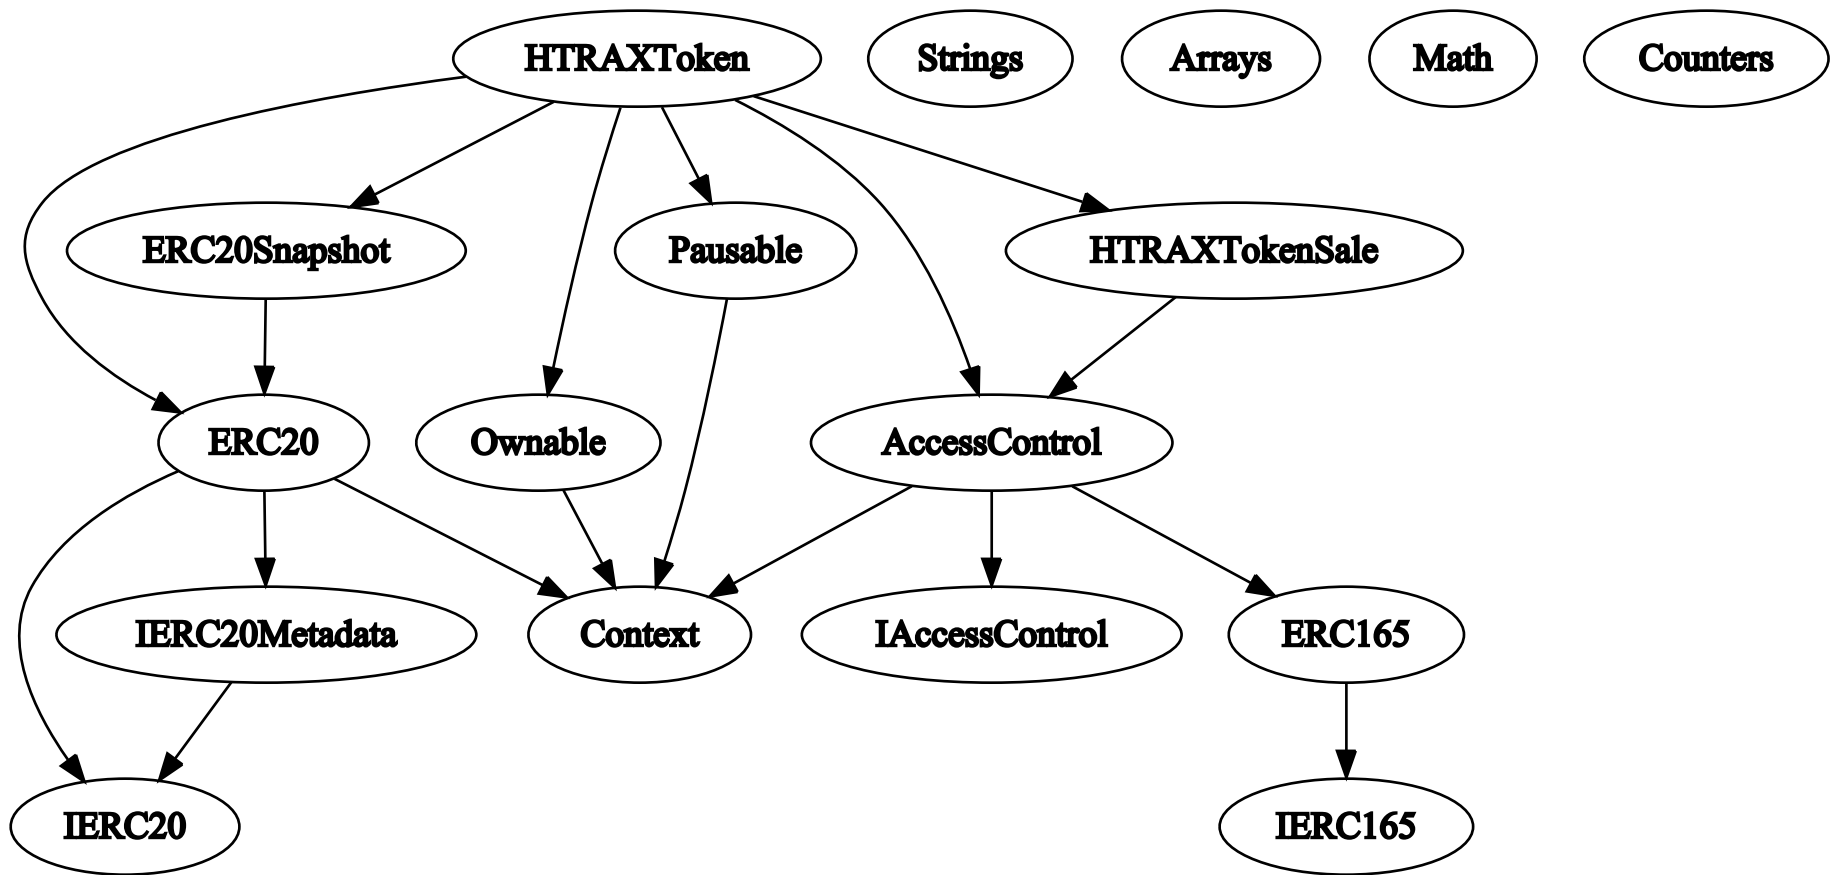 HTRAXToken
Strings
Arrays
Math
Counters
ERC20Snapshot
Pausable
HTRAXTokenSale
ERC20
Ownable
AccessControl
IERC20Metadata
Context
IAccessControl
ERC165
IERC20
IERC165